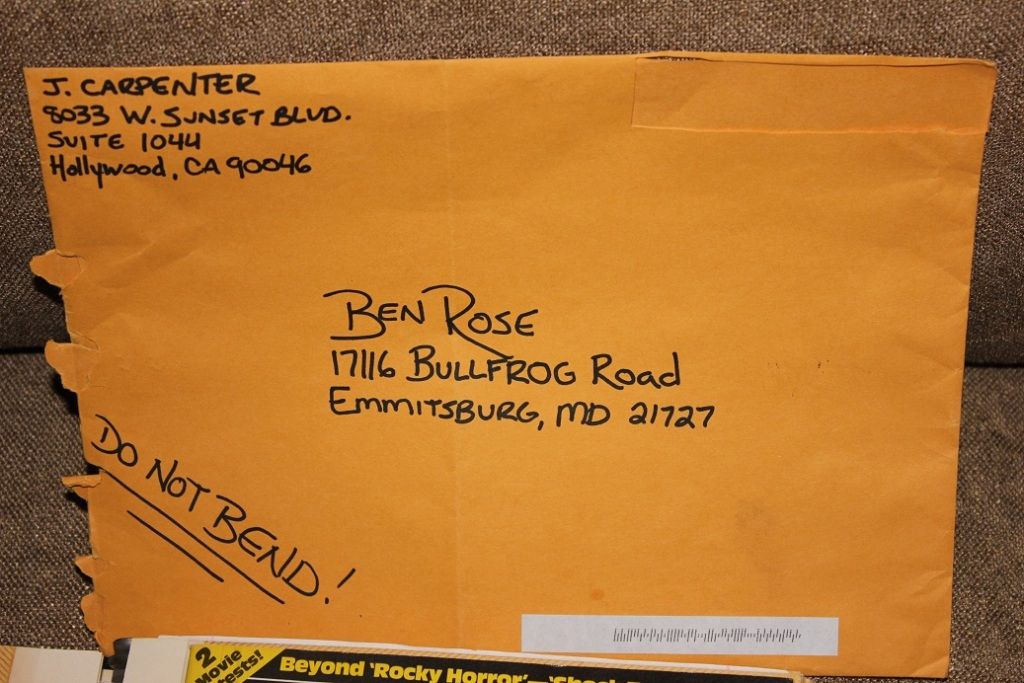 J. CARPENTER
8033 W. SUNSET BLVD.
SUITE 1044
Hollywood, CA 90046
BEN ROSE
17116 BULLFROG Road
EMMITSBURG, MD 21727
DO NOT BEND!
2
Movie
Beyond 'Rocky Horror'—